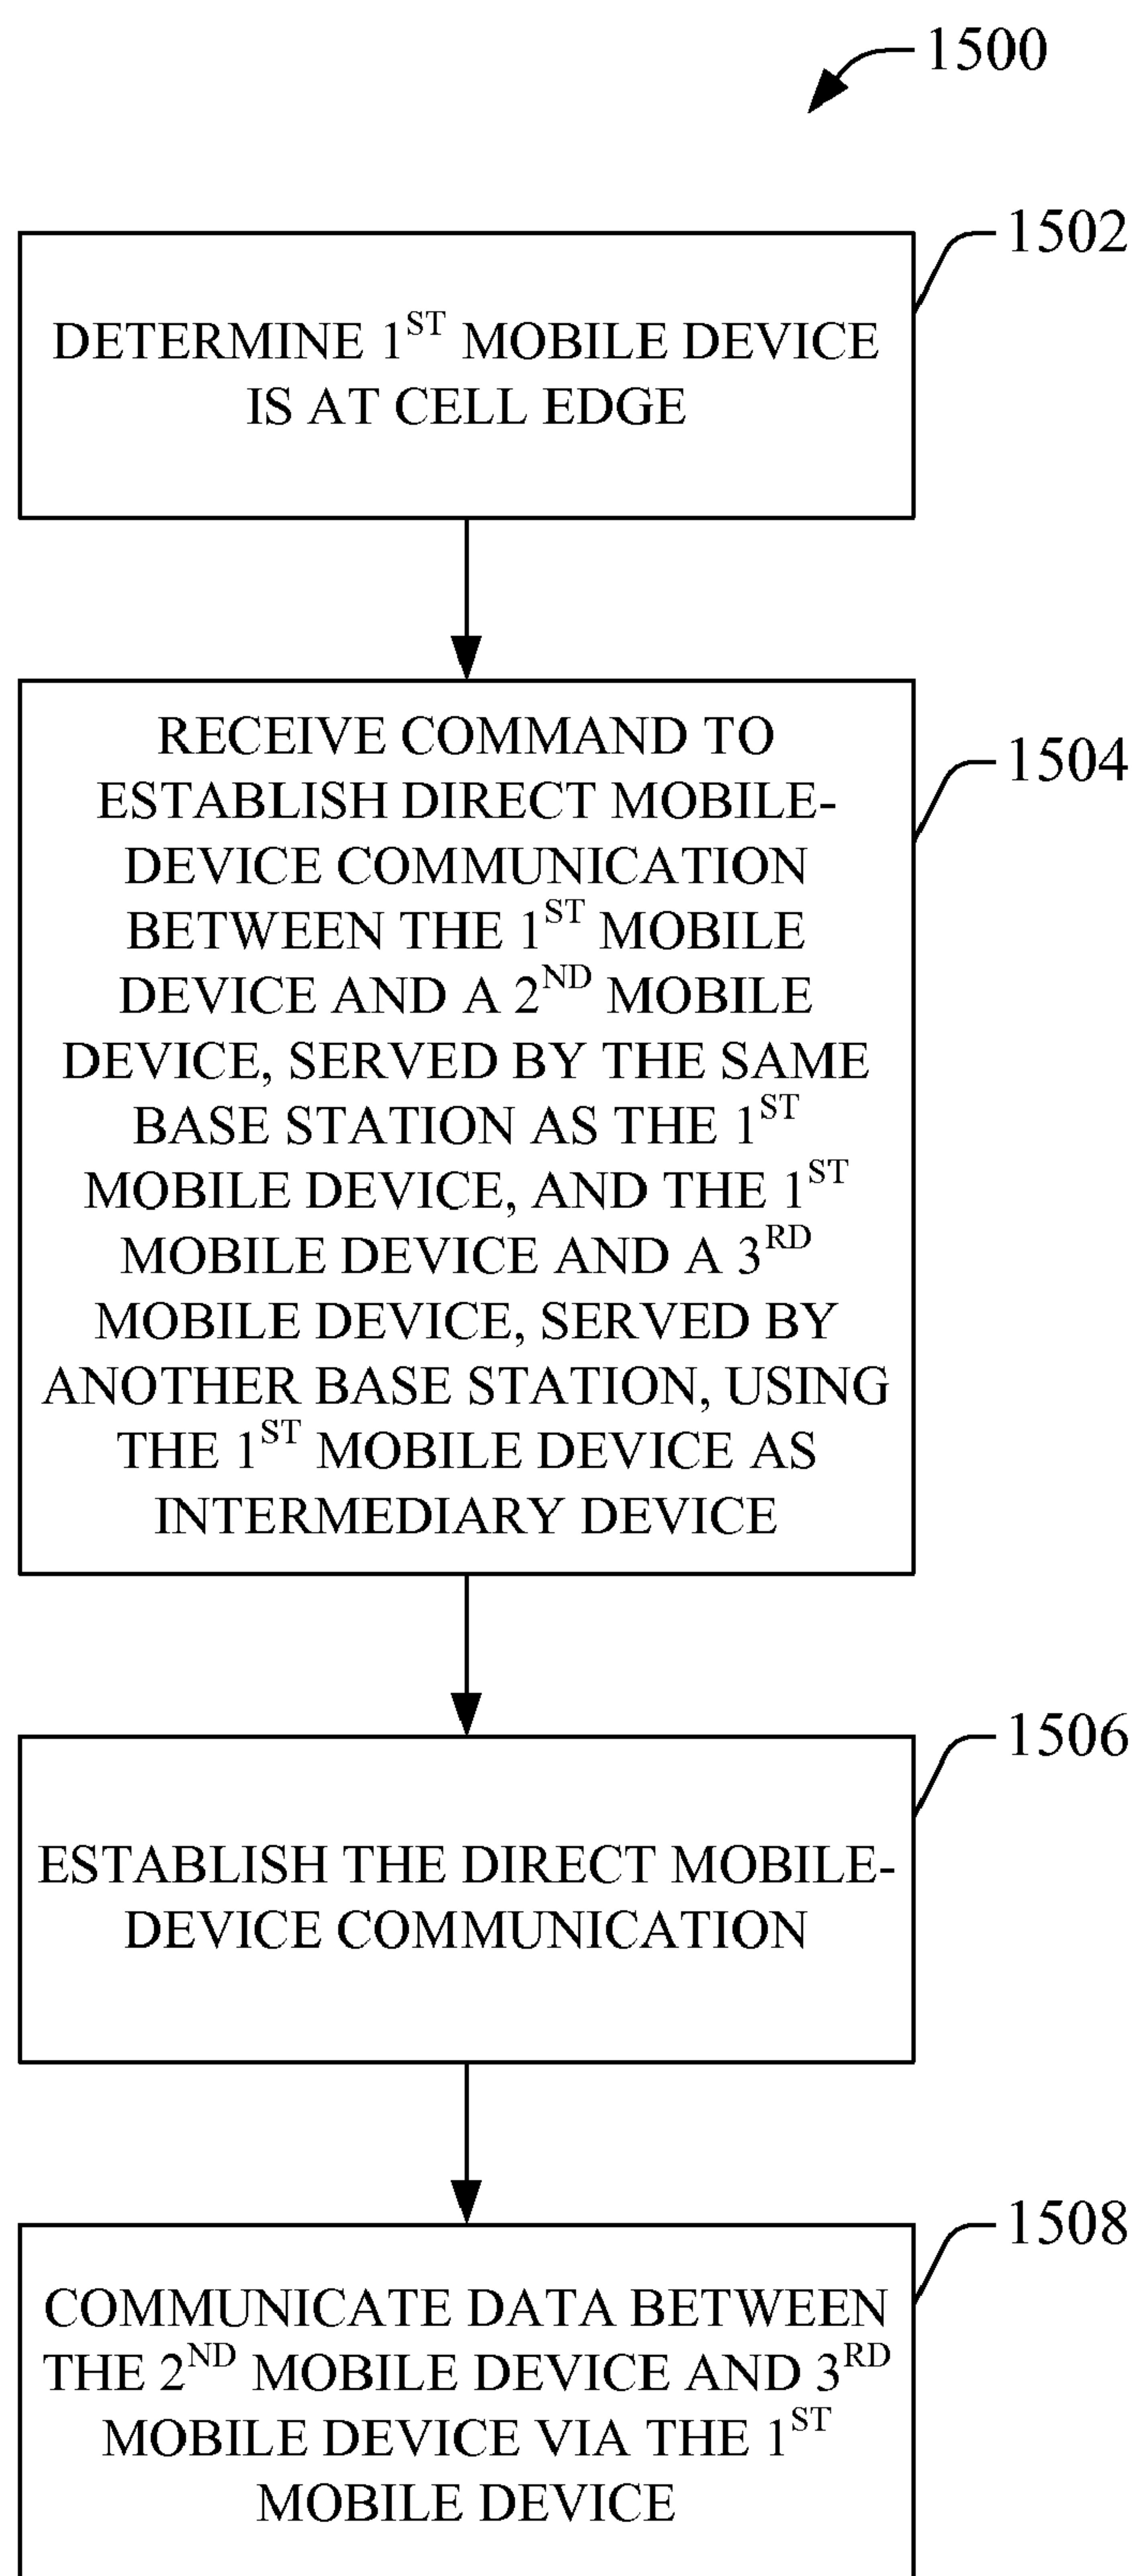 1500
1502
DETERMINE 1ST MOBILE DEVICE
IS AT CELL EDGE
1504
RECEIVE COMMAND TO
ESTABLISH DIRECT MOBILE-
DEVICE COMMUNICATION
BETWEEN THE 1ST MOBILE
DEVICE AND A 2ND MOBILE
DEVICE, SERVED BY THE SAME
BASE STATION AS THE 1ST
MOBILE DEVICE, AND THE 1ST
MOBILE DEVICE AND A 3RD
MOBILE DEVICE, SERVED BY
ANOTHER BASE STATION, USING
THE 1ST MOBILE DEVICE AS
INTERMEDIARY DEVICE
1506
ESTABLISH THE DIRECT MOBILE-
DEVICE COMMUNICATION
1508
COMMUNICATE DATA BETWEEN
THE 2ND MOBILE DEVICE AND 3RD
MOBILE DEVICE VIA THE 1ST
MOBILE DEVICE